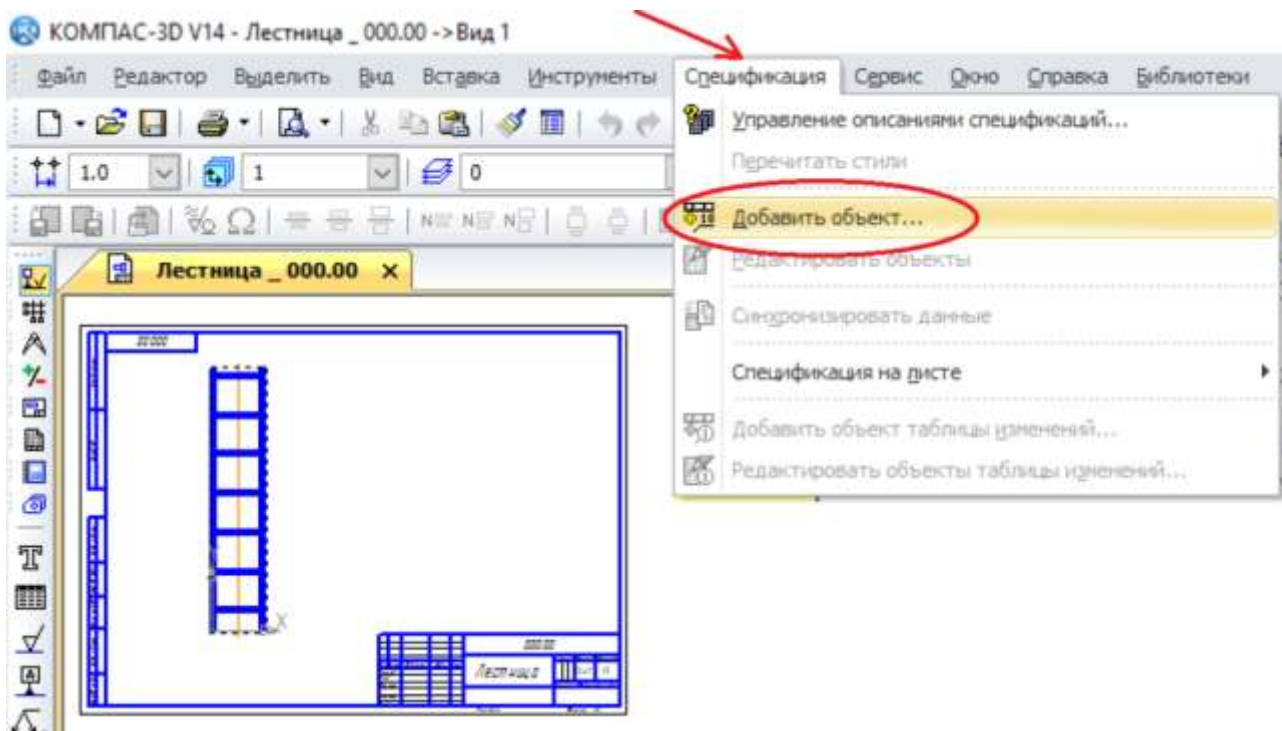 КОМПАС-3D V14 - Лестница _ 000.00 ->Вид 1
Файл Редактор Выделить Вид Вставка Инструменты Спецификация Сервис Окно Справка Библиотеки
Управление описаниями спецификаций...
Перечитать стили
1.0 1 0
Добавить объект...
Редактировать объекты
Лестница _ 000.00
Синхронизировать данные
Спецификация на листе
Добавить объект таблицы изменений...
Редактировать объекты таблицы изменений...
X
Лестница